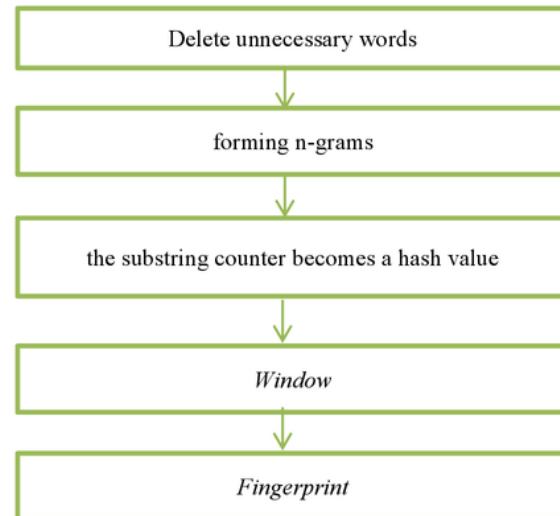 Delete unnecessary words
forming n-grams
the substring counter becomes a hash value
Window
Fingerprint